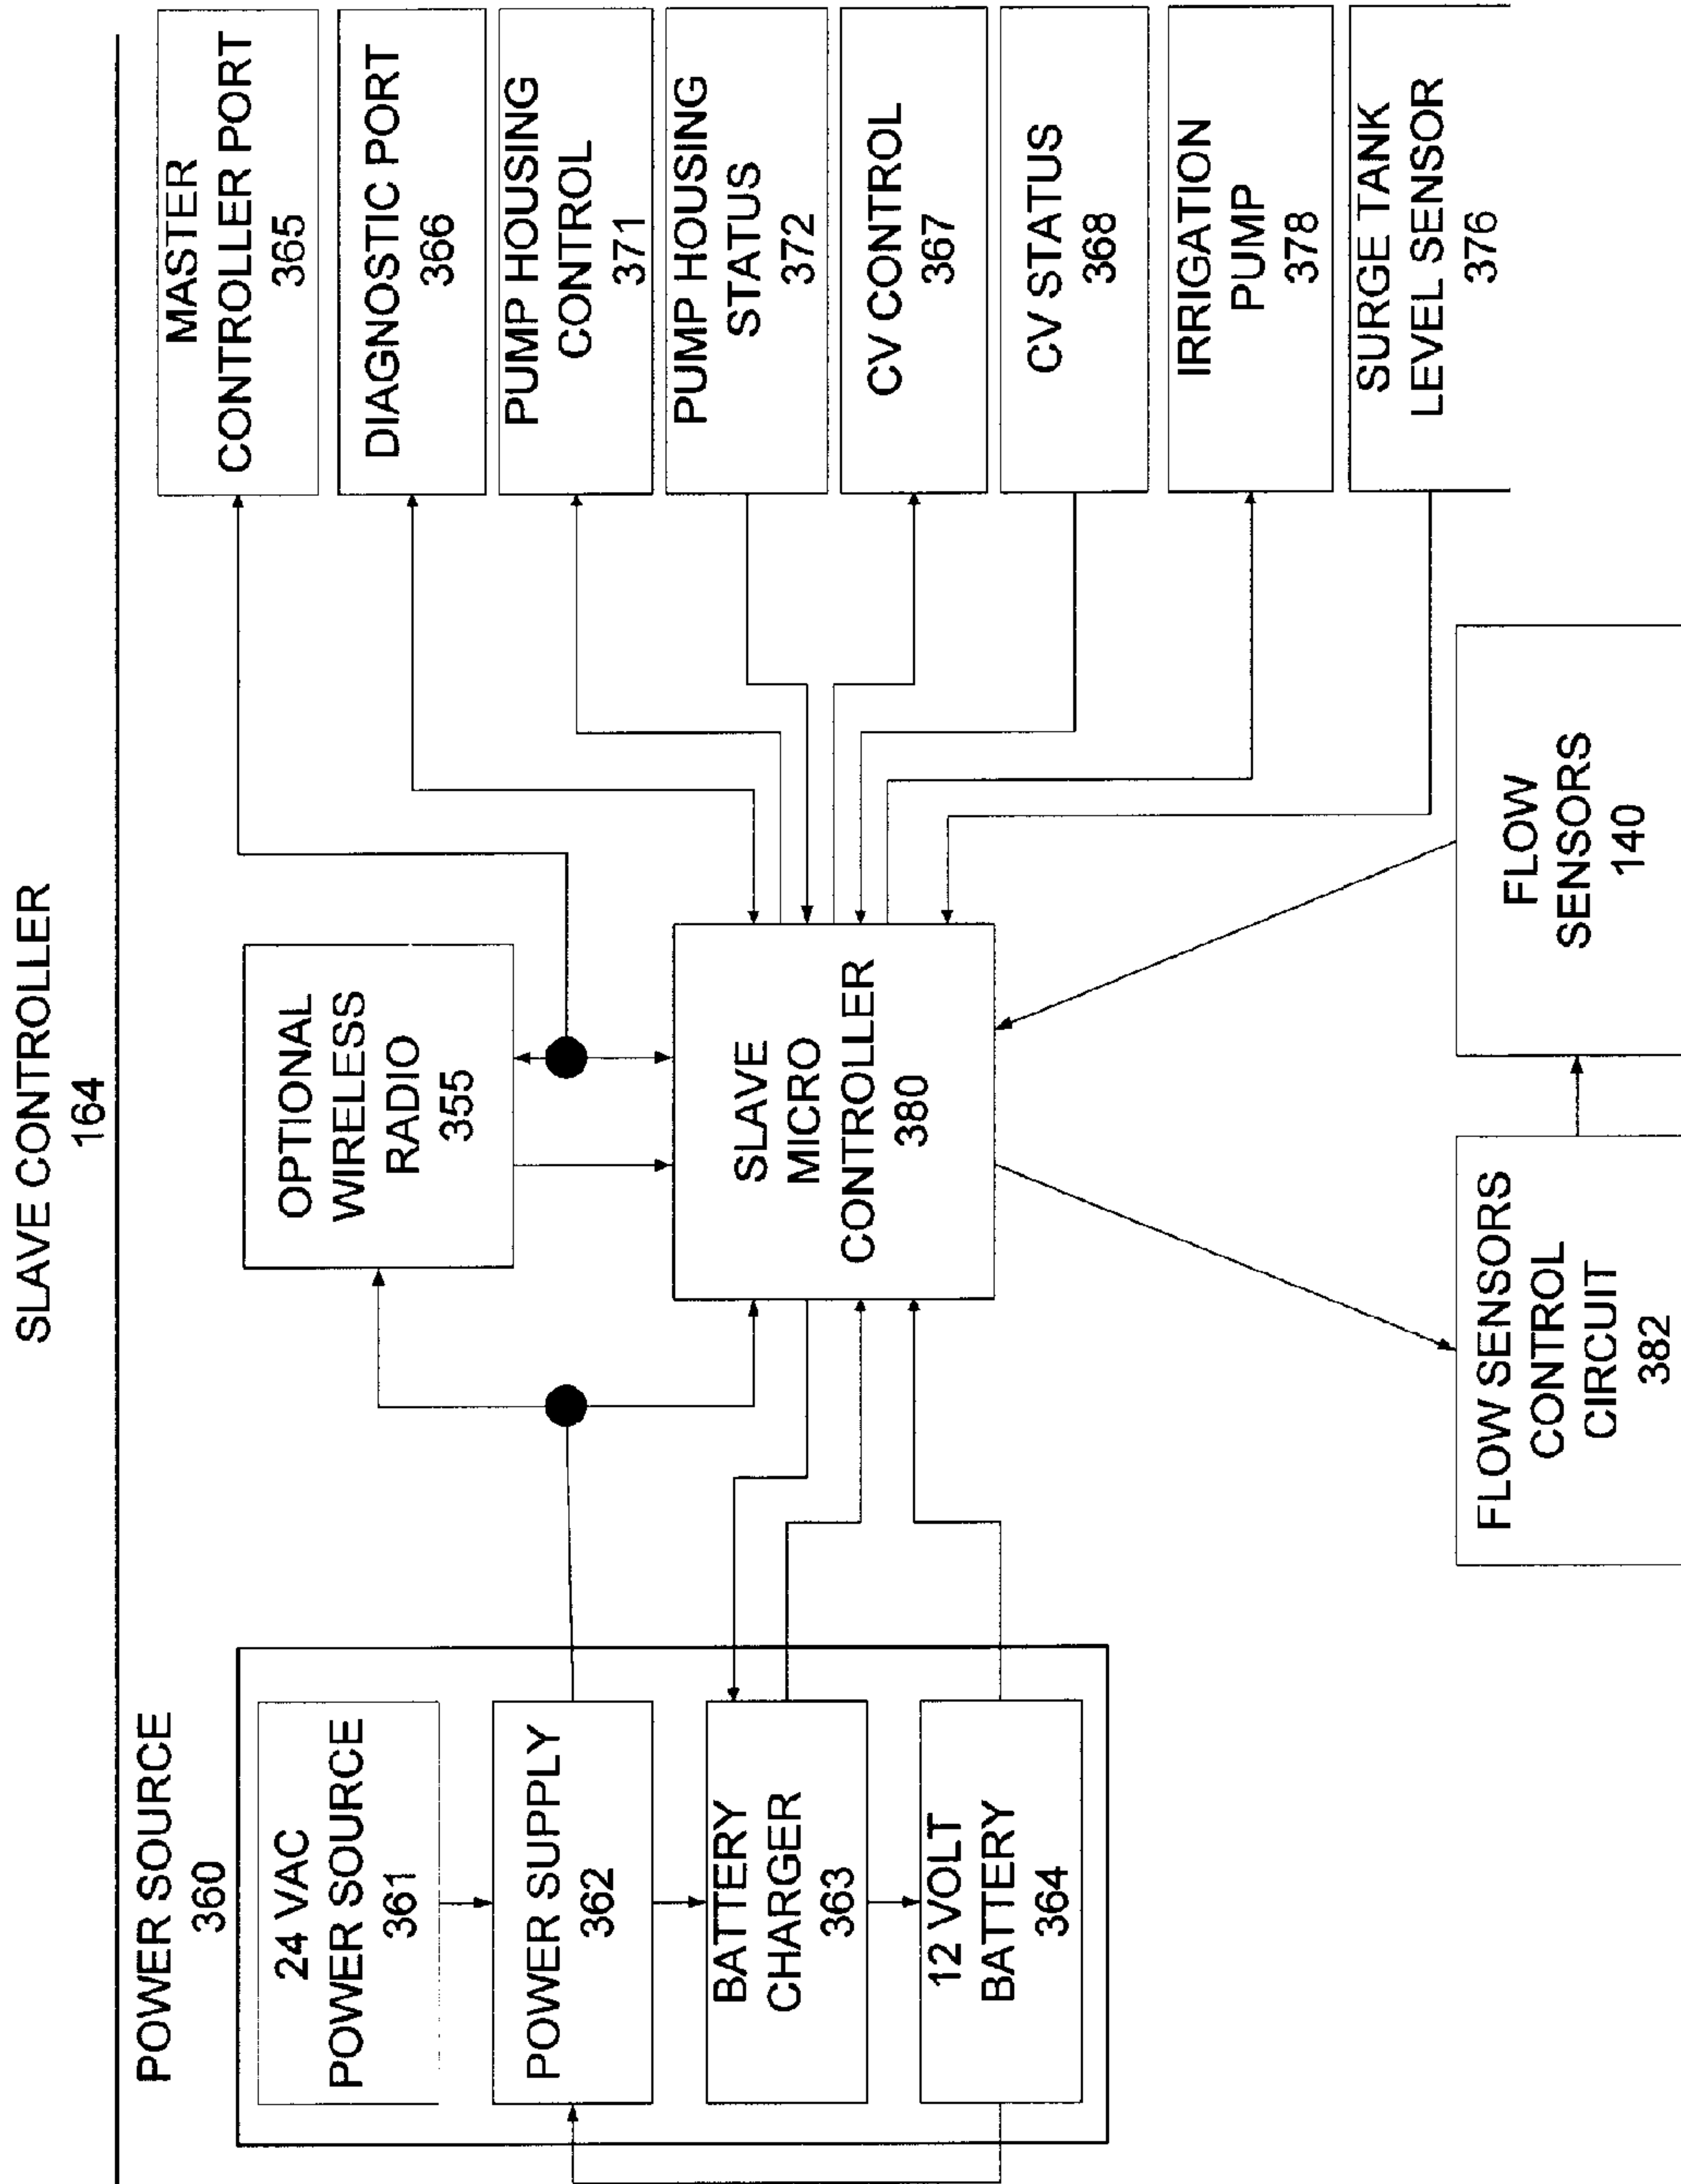 SLAVE CONTROLLER
164
POWER SOURCE
360
24 VAC
POWER SOURCE
361
POWER SUPPLY
362
BATTERY
CHARGER
363
12 VOLT
BATTERY
364
OPTIONAL
WIRELESS
RADIO
355
SLAVE
MICRO
CONTROLLER
380
FLOW SENSORS
CONTROL
CIRCUIT
382
FLOW
SENSORS
140
MASTER
CONTROLLER PORT
365
DIAGNOSTIC PORT
366
PUMP HOUSING
CONTROL
371
PUMP HOUSING
STATUS
372
CV CONTROL
367
CV STATUS
368
IRRIGATION
PUMP
378
SURGE TANK
LEVEL SENSOR
376